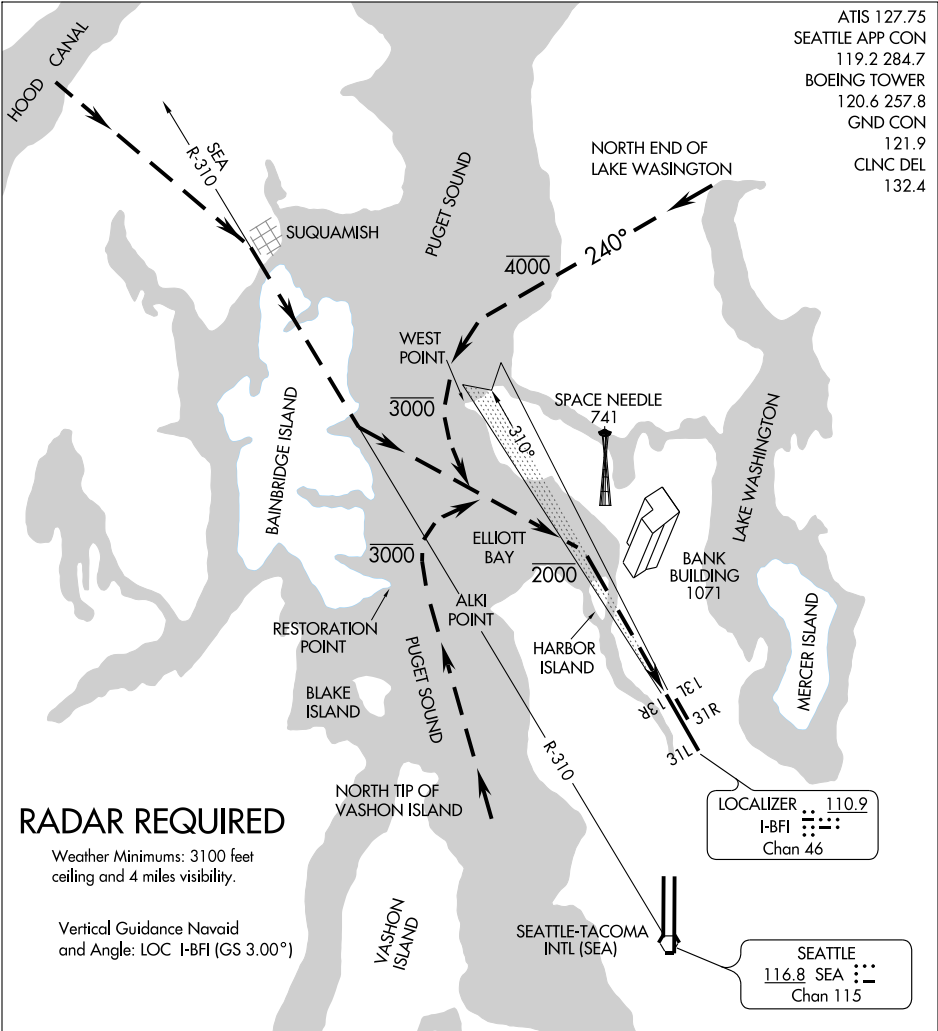 ATIS 127.75
SEATTLE APP CON
119.2 284.7
BOEING TOWER
120.6 257.8
GND CON
121.9
CLNC DEL
132.4
HOOD CANAL
SEA
R-310
SUQUAMISH
PUGET SOUND
NORTH END OF
LAKE WASINGTON
240°
4000
WEST
POINT
3000
310°
SPACE NEEDLE
741
LAKE WASHINGTON
BAINBRIDGE ISLAND
3000
ELLIOTT
BAY
2000
BANK
BUILDING
1071
ALKI
POINT
RESTORATION
POINT
HARBOR
ISLAND
MERCER ISLAND
PUGET SOUND
BLAKE
ISLAND
13R
13L
31R
31L
R-310
NORTH TIP OF
VASHON ISLAND
RADAR REQUIRED
Weather Minimums: 3100 feet
ceiling and 4 miles visibility.
Vertical Guidance Navaid
and Angle: LOC I-BFI (GS 3.00°)
LOCALIZER 110.9
I-BFI
Chan 46
VASHON
ISLAND
SEATTLE-TACOMA
INTL (SEA)
SEATTLE
116.8 SEA
Chan 115